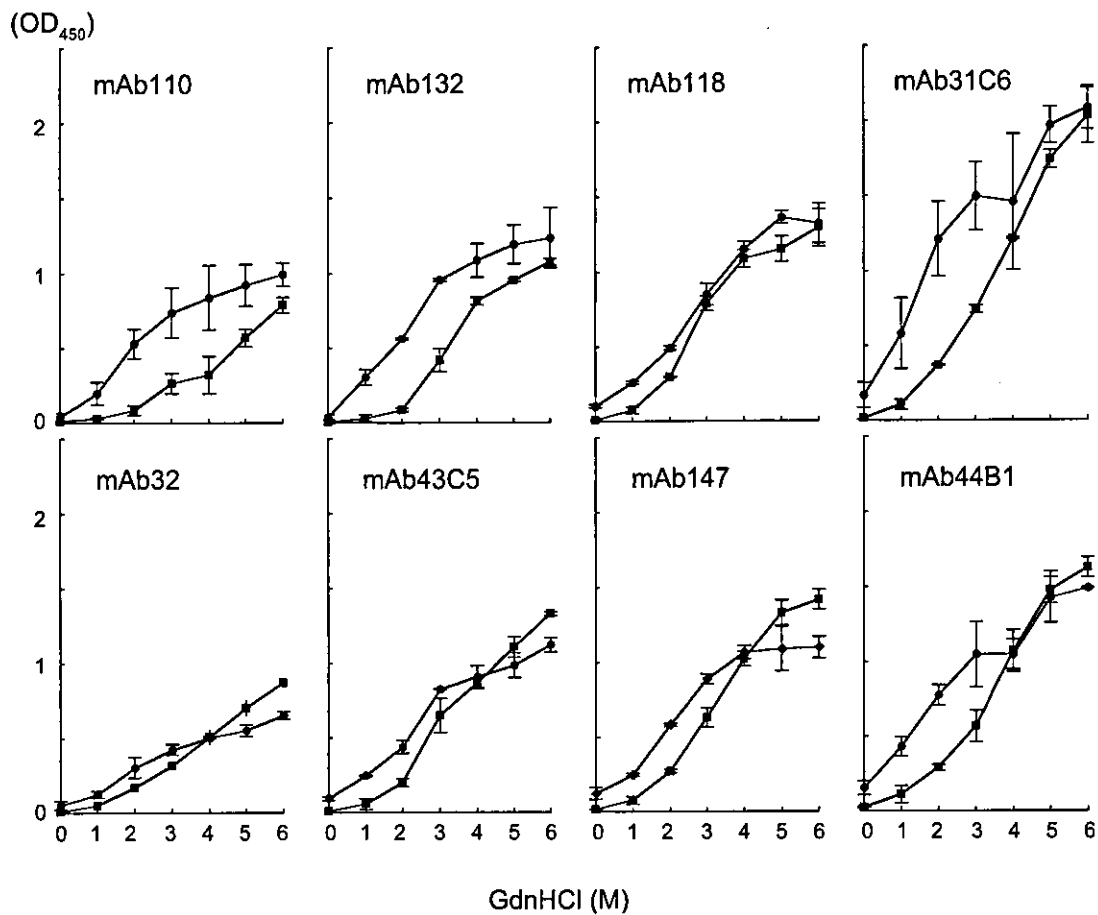 (OD450)
mAb110
mAb132
mAb118
mAb31C6
2
1
0
mAb32
mAb43C5
mAb147
mAb44B1
2
1
0
0 1 2 3 4 5 6
0 1 2 3 4 5 6
0 1 2 3 4 5 6
0 1 2 3 4 5 6
GdnHCl (M)